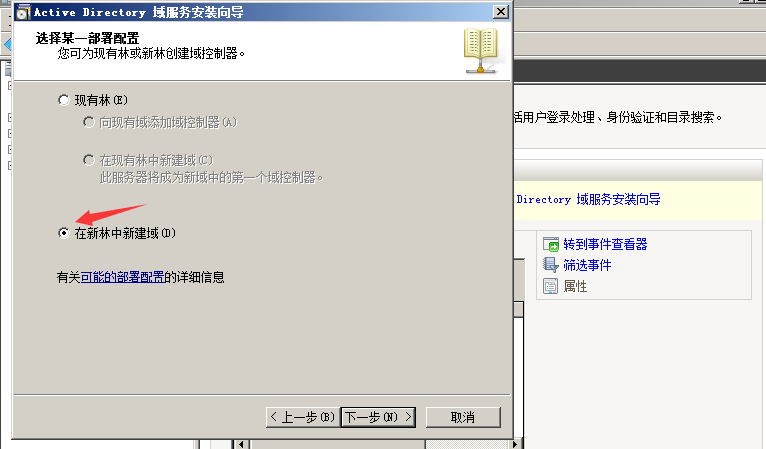 Active Directory 域服务安装向导
选择某一部署配置
您可为现有林或新林创建域控制器。
现有林(E)
向现有域添加域控制器(A)
在现有林中新建域(C)
此服务器将成为新域中的第一个域控制器。
在新林中新建域(D)
有关可能的部署配置的详细信息
< 上一步(B)
下一步(N) >
取消
括用户登录处理、身份验证和目录搜索。
Directory 域服务安装向导
转到事件查看器
筛选事件
属性